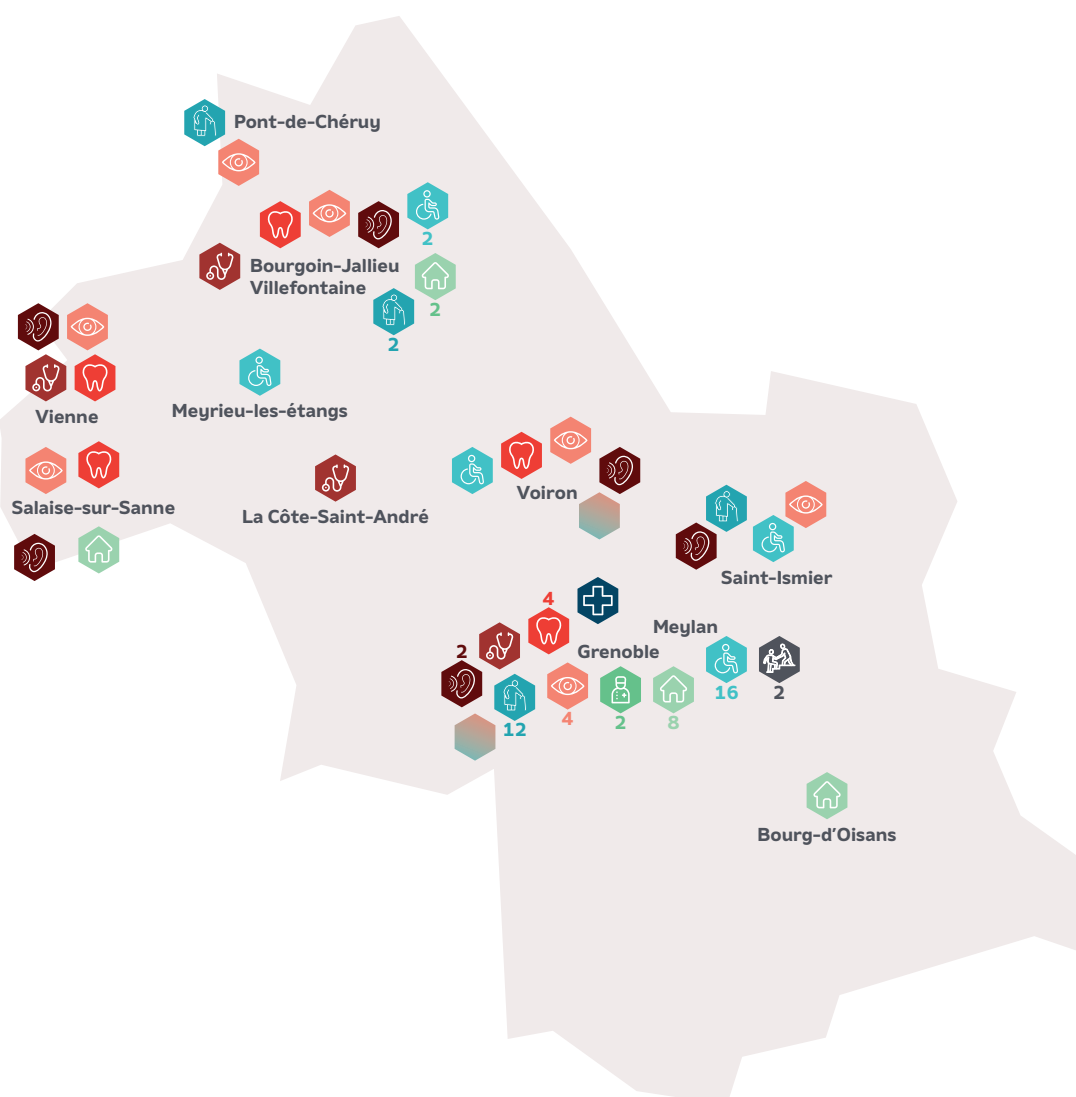 Pont-de-Chéruy
2
Bourgoin-Jallieu
Villefontaine
2
2
Vienne
Meyrieu-les-étangs
Salaise-sur-Sanne
Voiron
La Côte-Saint-André
Saint-Ismier
4
Meylan
2
Grenoble
16
2
12
4
2
8
Bourg-d'Oisans